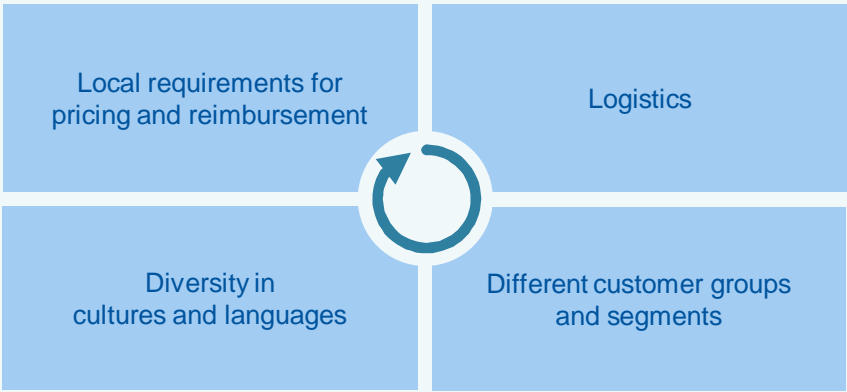 Local requirements for
pricing and reimbursement
Logistics
Diversity in
cultures and languages
Different customer groups
and segments